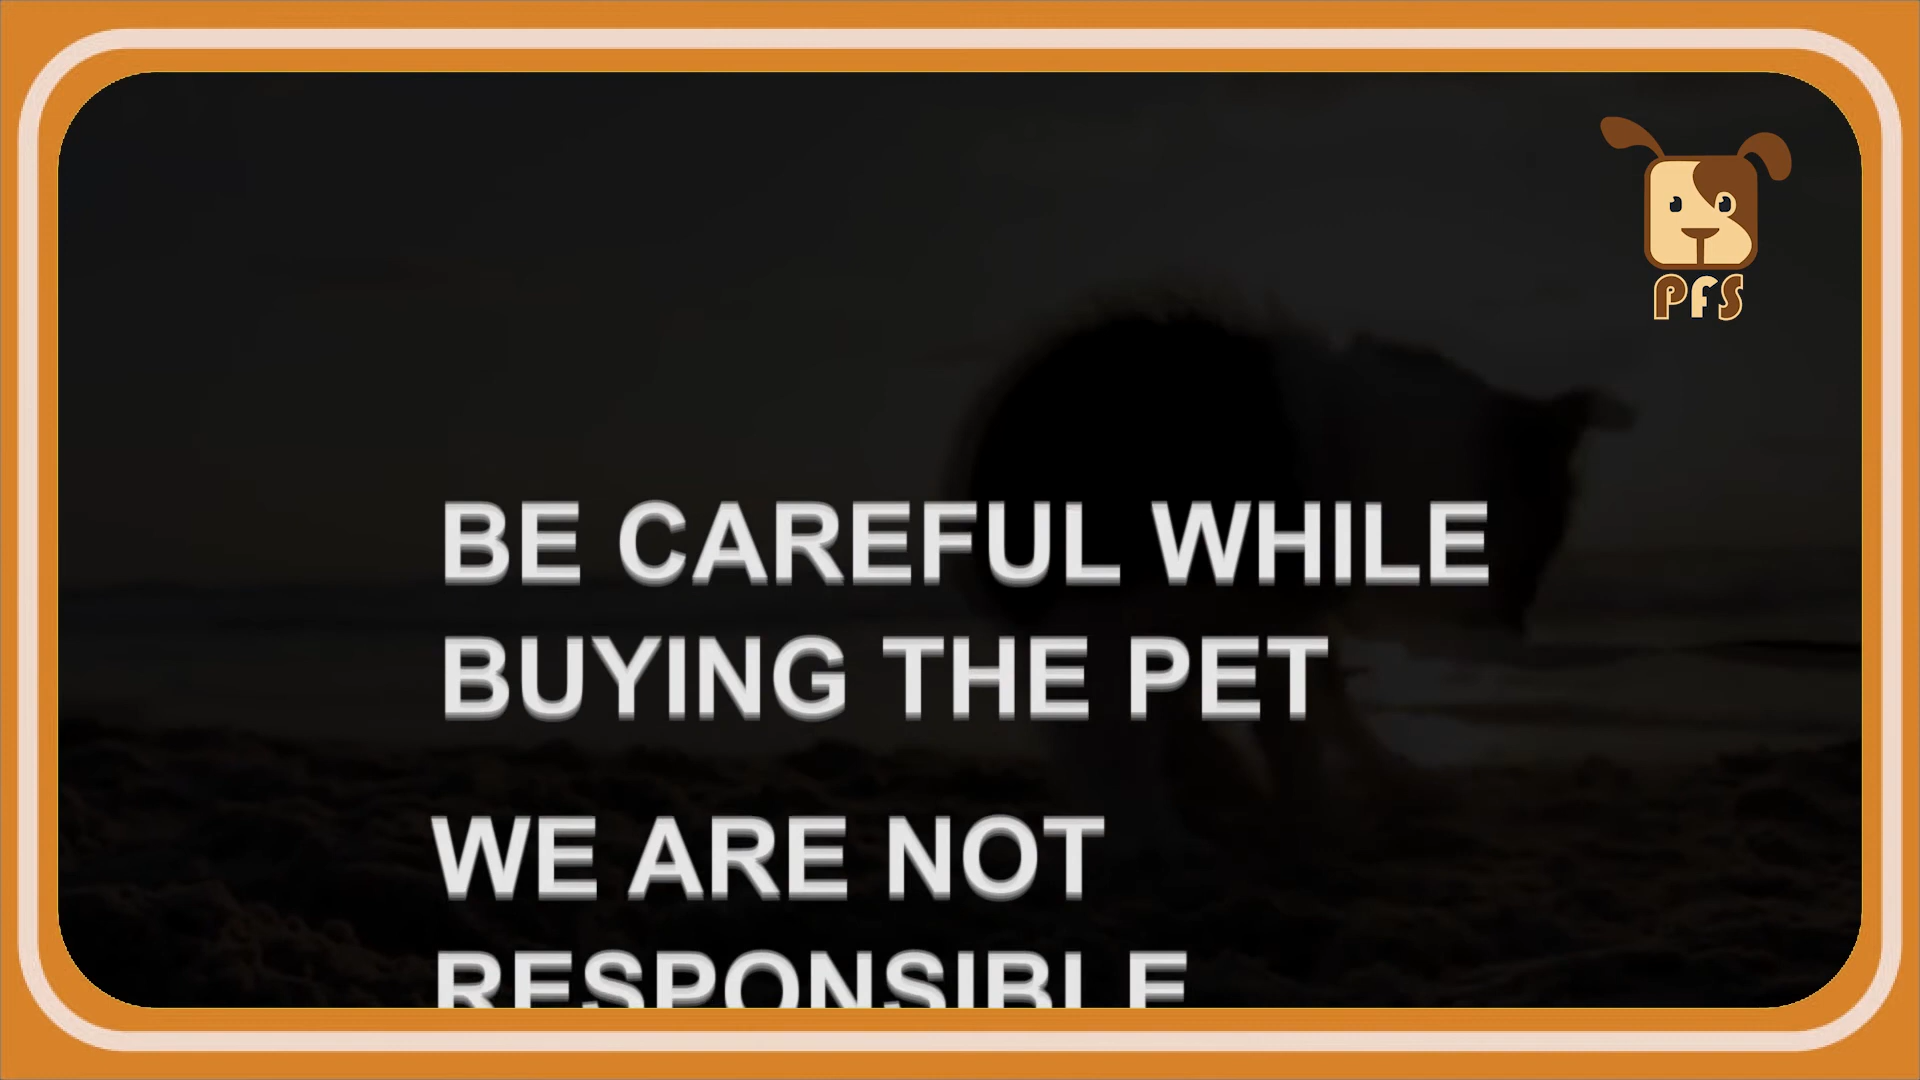 PFS
BE CAREFUL WHILE
BUYING THE PET
WE ARE NOT
RESPONSIBLE